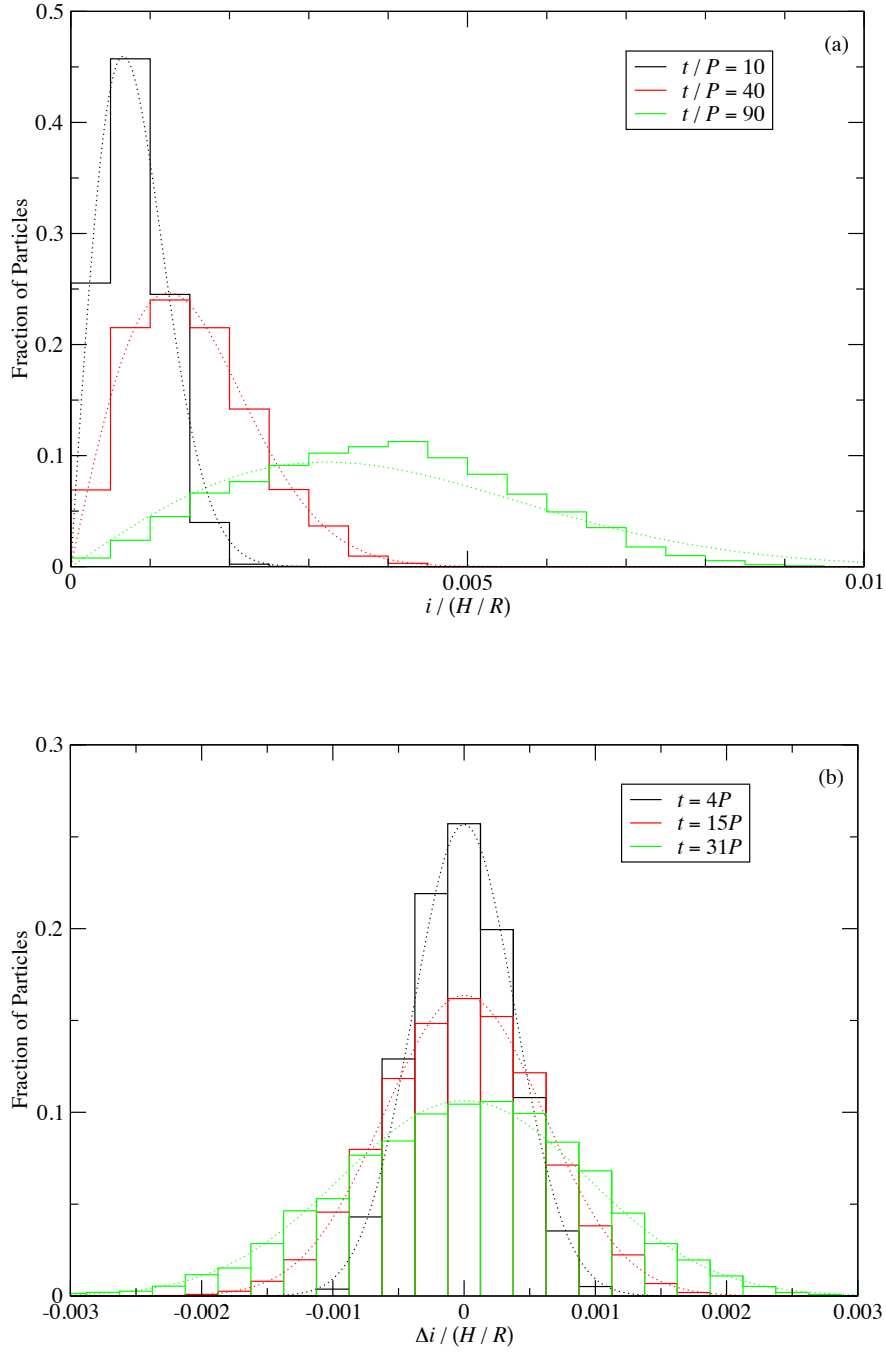 (a)
t / P = 10
t / P = 40
t / P = 90
0.5
0.4
0.3
0.2
0.1
0
Fraction of Particles
0 0.005 0.01
i / (H / R)
(b)
t = 4P
t = 15P
t = 31P
0.3
0.2
0.1
0
Fraction of Particles
-0.003 -0.002 -0.001 0 0.001 0.002 0.003
Δi / (H / R)